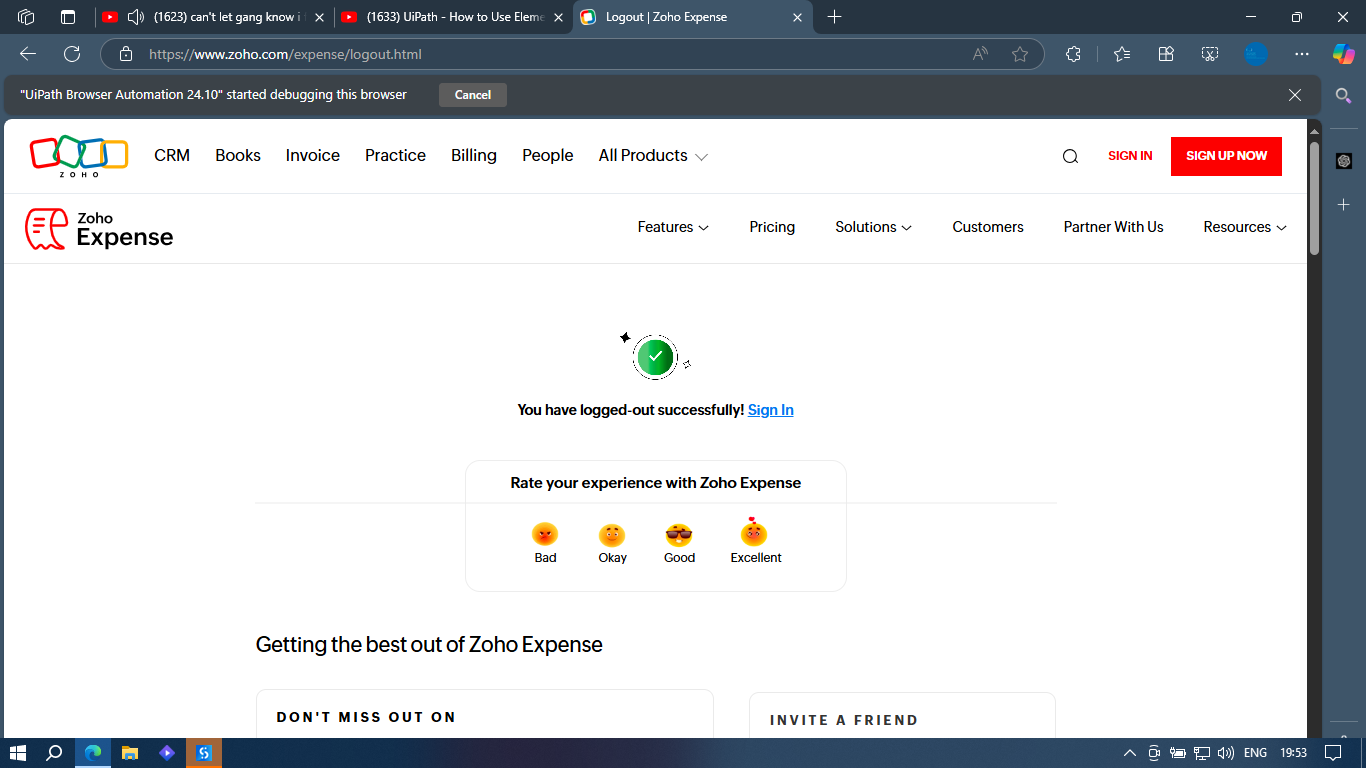 (1623) can't let gang know i f
(1633) UiPath - How to Use Eleme
Logout | Zoho Expense
https://www.zoho.com/expense/logout.html
"UiPath Browser Automation 24.10" started debugging this browser
Cancel
ZOHO
CRM
Books
Invoice
Practice
Billing
People
All Products
SIGN IN
SIGN UP NOW
Zoho
Expense
Features
Pricing
Solutions
Customers
Partner With Us
Resources
You have logged-out successfully! Sign In
Rate your experience with Zoho Expense
Bad
Okay
Good
Excellent
Getting the best out of Zoho Expense
DON'T MISS OUT ON
INVITE A FRIEND
ENG
19:53